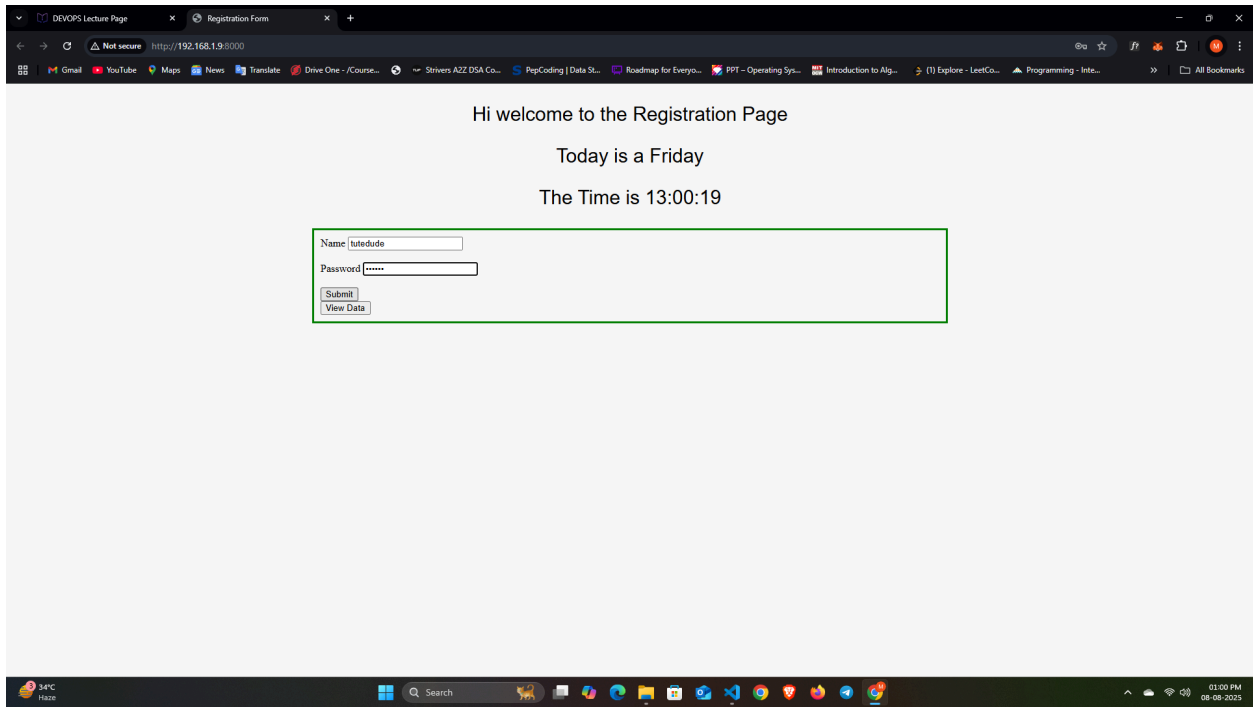 DEVOPS Lecture Page
Registration Form
Not secure http://192.168.1.9:8000
M
Gmail YouTube Maps News Translate Drive One - /Course... Strivers A2Z DSA Co... PepCoding | Data St... Roadmap for Everyo... PPT – Operating Sys... Introduction to Alg... (1) Explore - LeetCo... Programming - Inte... » All Bookmarks
Hi welcome to the Registration Page
Today is a Friday
The Time is 13:00:19
Name tutedude
Password ••••••
Submit
View Data
3
34°C
Haze
Search
01:00 PM
08-08-2025